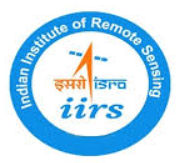 Indian Institute of Remote Sensing
इसरो isro
iirs